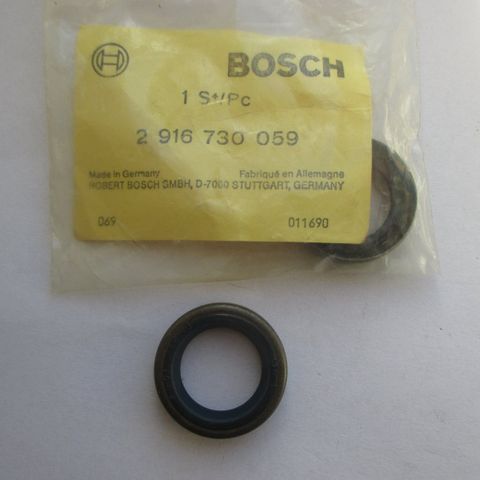 BOSCH
1 St/Pc
2 916 730 059
Made in Germany Fabriqué en Allemagne
ROBERT BOSCH GMBH, D-7000 STUTTGART, GERMANY
069 011690